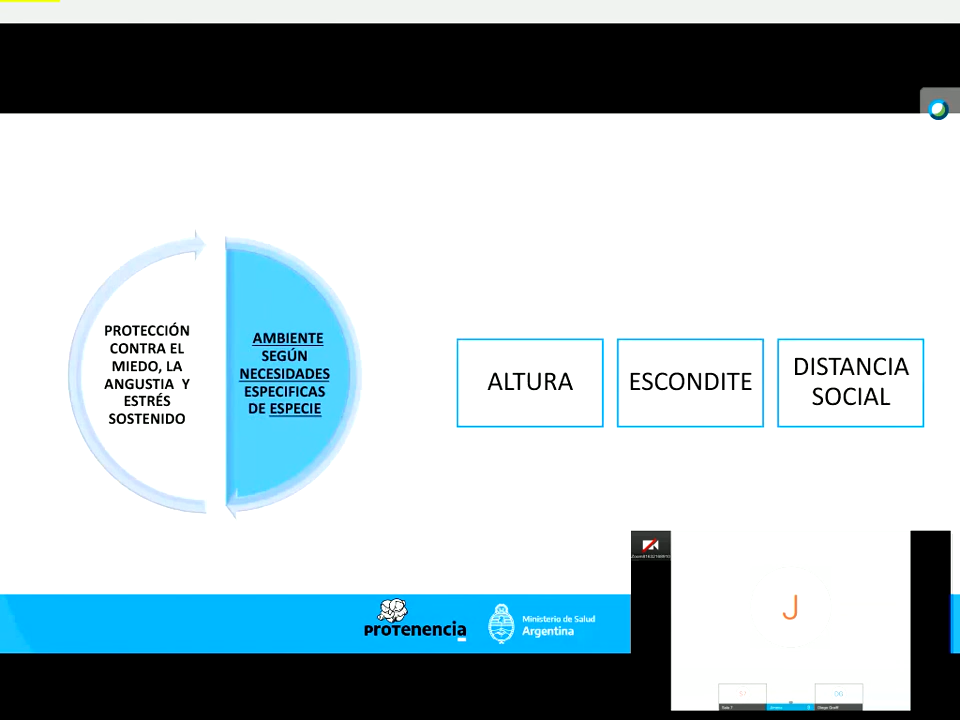 PROTECCIÓN
CONTRA EL
MIEDO, LA
ANGUSTIA Y
ESTRÉS
SOSTENIDO
AMBIENTE
SEGÚN
NECESIDADES
ESPECIFICAS
DE ESPECIE
ALTURA
ESCONDITE
DISTANCIA
SOCIAL
PROTenencia
Ministerio de Salud
Argentina
J